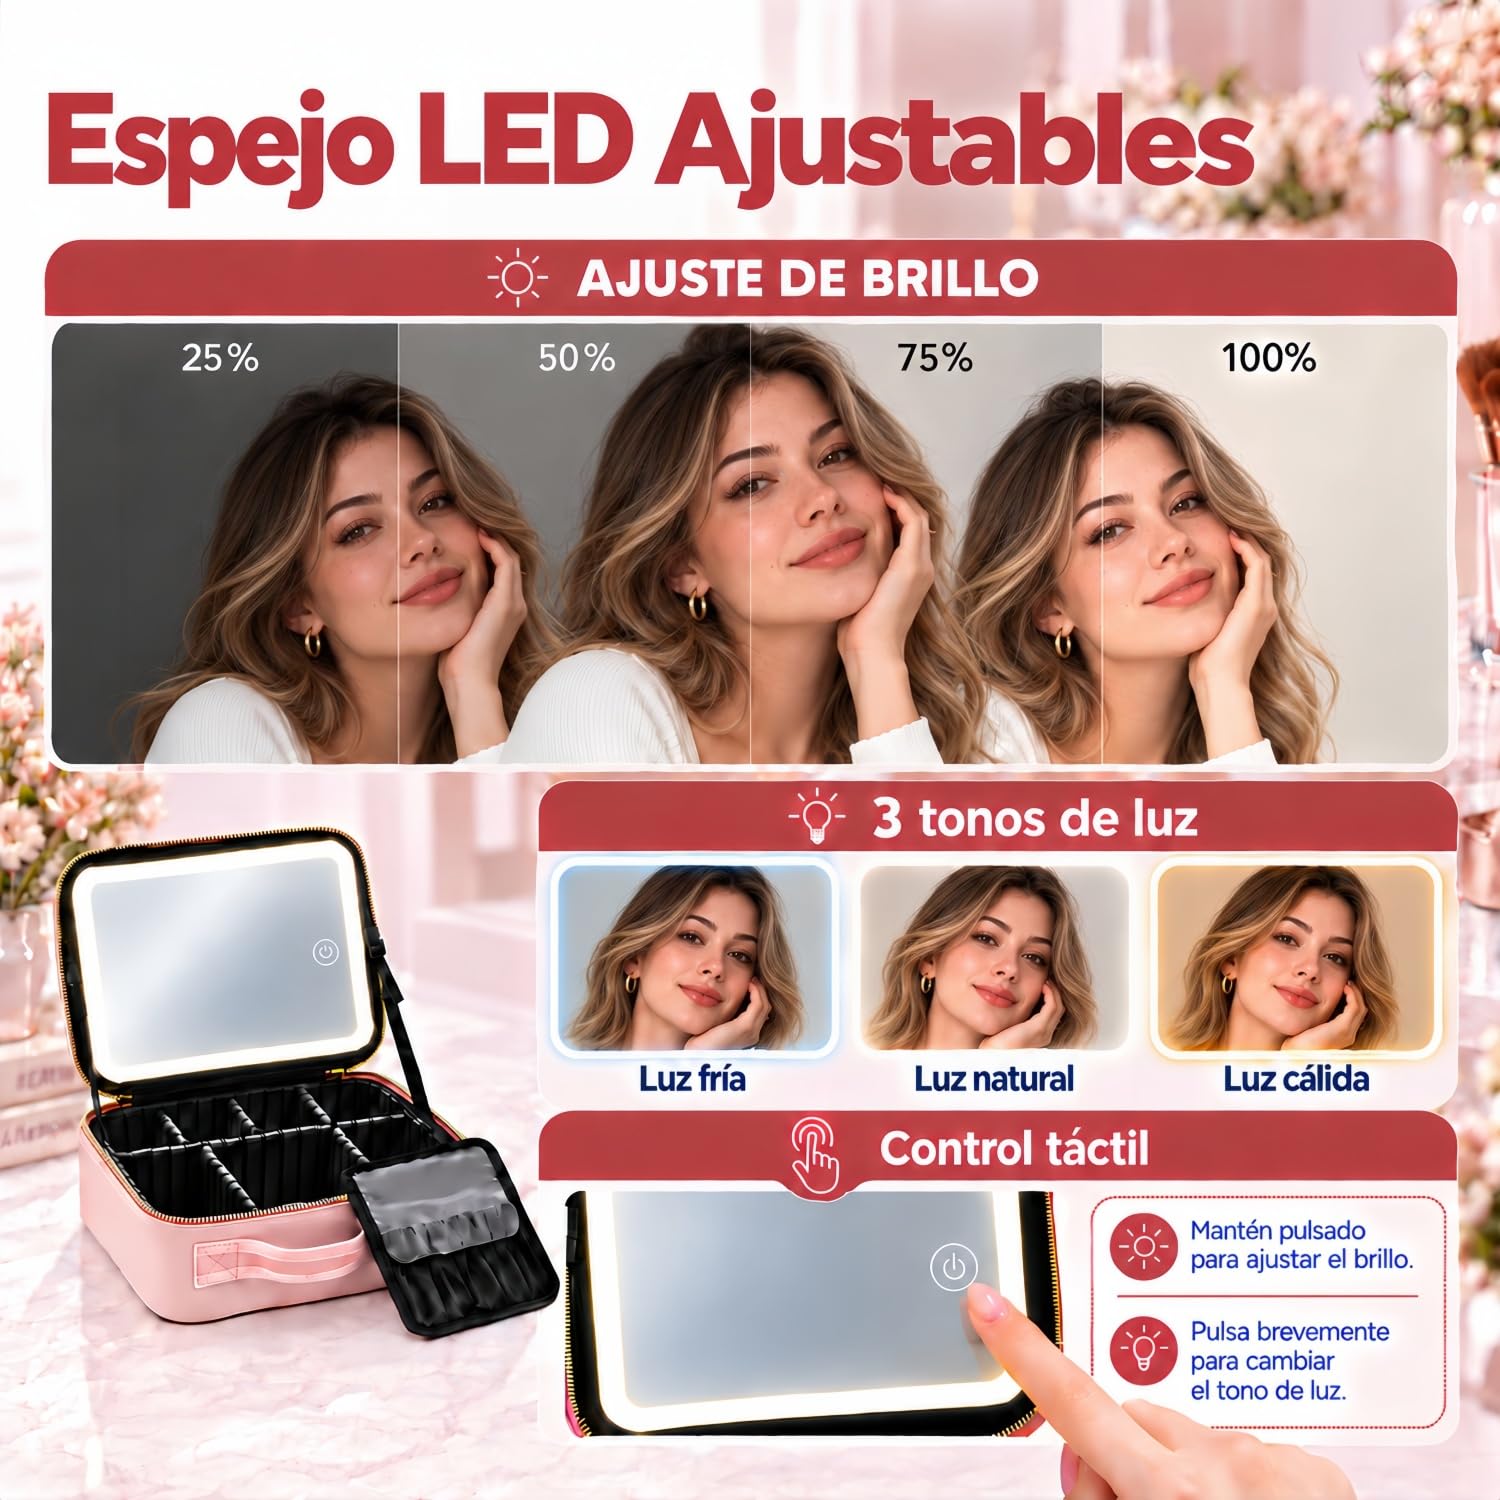 Espejo LED Ajustables
AJUSTE DE BRILLO
25%
50%
75%
100%
3 tonos de luz
Luz fría
Luz natural
Luz cálida
Control táctil
Mantén pulsado
para ajustar el brillo.
Pulsa brevemente
para cambiar
el tono de luz.